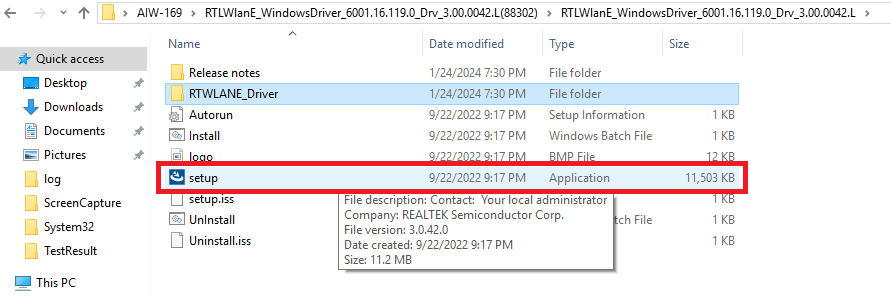 AIW-169 > RTLWlanE_WindowsDriver_6001.16.119.0_Drv_3.00.0042.L(88302) > RTLWlanE_WindowsDriver_6001.16.119.0_Drv_3.00.0042.L >
Name Date modified Type Size
Quick access
Release notes 1/24/2024 7:30 PM File folder
Desktop
RTWLANE_Driver 1/24/2024 7:30 PM File folder
Downloads
Autorun 9/22/2022 9:17 PM Setup Information 1 KB
Documents
Install 9/22/2022 9:17 PM Windows Batch File 1 KB
Pictures
logo 9/22/2022 9:17 PM BMP File 12 KB
log
setup 9/22/2022 9:17 PM Application 11,503 KB
ScreenCapture
setup.iss 1 KB
File description: Contact: Your local administrator
Company: REALTEK Semiconductor Corp.
System32
UnInstall File 1 KB
File version: 3.0.42.0
TestResult
Uninstall.iss 1 KB
Date created: 9/22/2022 9:17 PM
Size: 11.2 MB
This PC